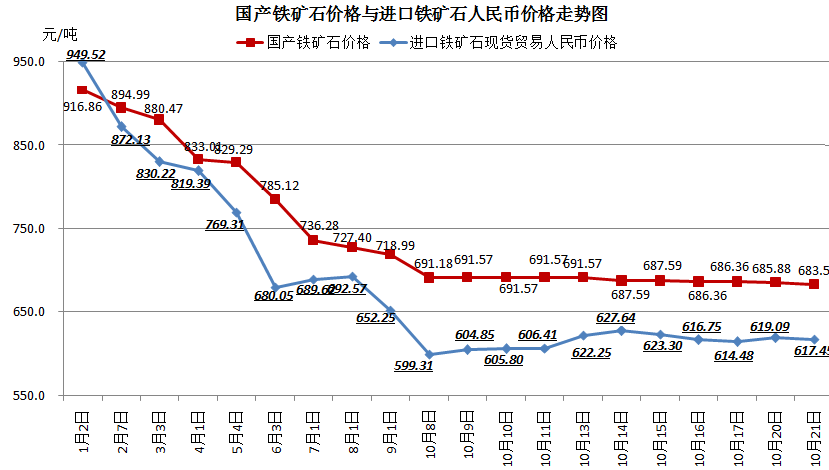 国产铁矿石价格与进口铁矿石人民币价格走势图
元/吨
国产铁矿石价格 进口铁矿石现货贸易人民币价格
950.0
850.0
750.0
650.0
550.0
916.86 894.99 880.47 833.01 829.29 785.12 736.28 727.40 718.99 691.18 691.57 691.57 691.57 691.57 687.59 687.59 686.36 686.36 685.88 683.5
949.52 872.13 830.22 819.39 769.31 680.05 689.62 692.57 652.25 599.31 604.85 605.80 606.41 622.25 627.64 623.30 616.75 614.48 619.09 617.45
1月2日 2月7日 3月3日 4月1日 5月4日 6月3日 7月1日 8月1日 9月1日 10月8日 10月9日 10月10日 10月11日 10月13日 10月14日 10月15日 10月16日 10月17日 10月20日 10月21日